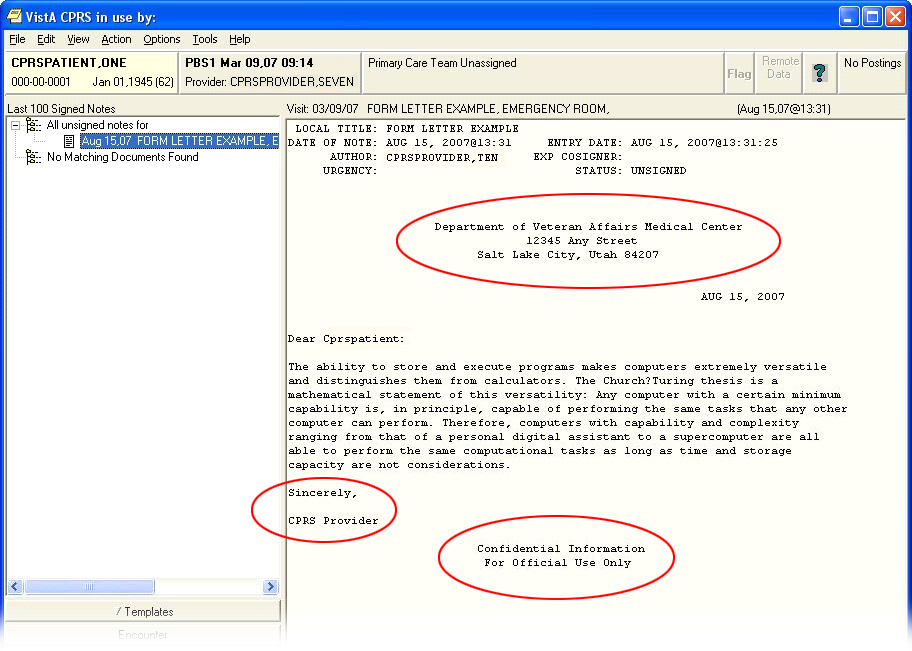 VistA CPRS in use by:
File Edit View Action Options Tools Help
CPRSPATIENT,ONE
000-00-0001 Jan 01,1945 (62)
PBS1 Mar 09,07 09:14
Provider: CPRSPROVIDER,SEVEN
Primary Care Team Unassigned
Flag
Remote
Data
?
No Postings
Last 100 Signed Notes
Visit: 03/09/07 FORM LETTER EXAMPLE, EMERGENCY ROOM, (Aug 15,07@13:31)
All unsigned notes for
Aug 15,07 FORM LETTER EXAMPLE, E
No Matching Documents Found
LOCAL TITLE: FORM LETTER EXAMPLE
DATE OF NOTE: AUG 15, 2007@13:31 ENTRY DATE: AUG 15, 2007@13:31:25
AUTHOR: CPRSPROVIDER,TEN EXP COSIGNER:
URGENCY: STATUS: UNSIGNED
Department of Veteran Affairs Medical Center
12345 Any Street
Salt Lake City, Utah 84207
AUG 15, 2007
Dear Cprspatient:
The ability to store and execute programs makes computers extremely versatile
and distinguishes them from calculators. The Church?Turing thesis is a
mathematical statement of this versatility: Any computer with a certain minimum
capability is, in principle, capable of performing the same tasks that any other
computer can perform. Therefore, computers with capability and complexity
ranging from that of a personal digital assistant to a supercomputer are all
able to perform the same computational tasks as long as time and storage
capacity are not considerations.
Sincerely,
CPRS Provider
Confidential Information
For Official Use Only
/ Templates
Encounter